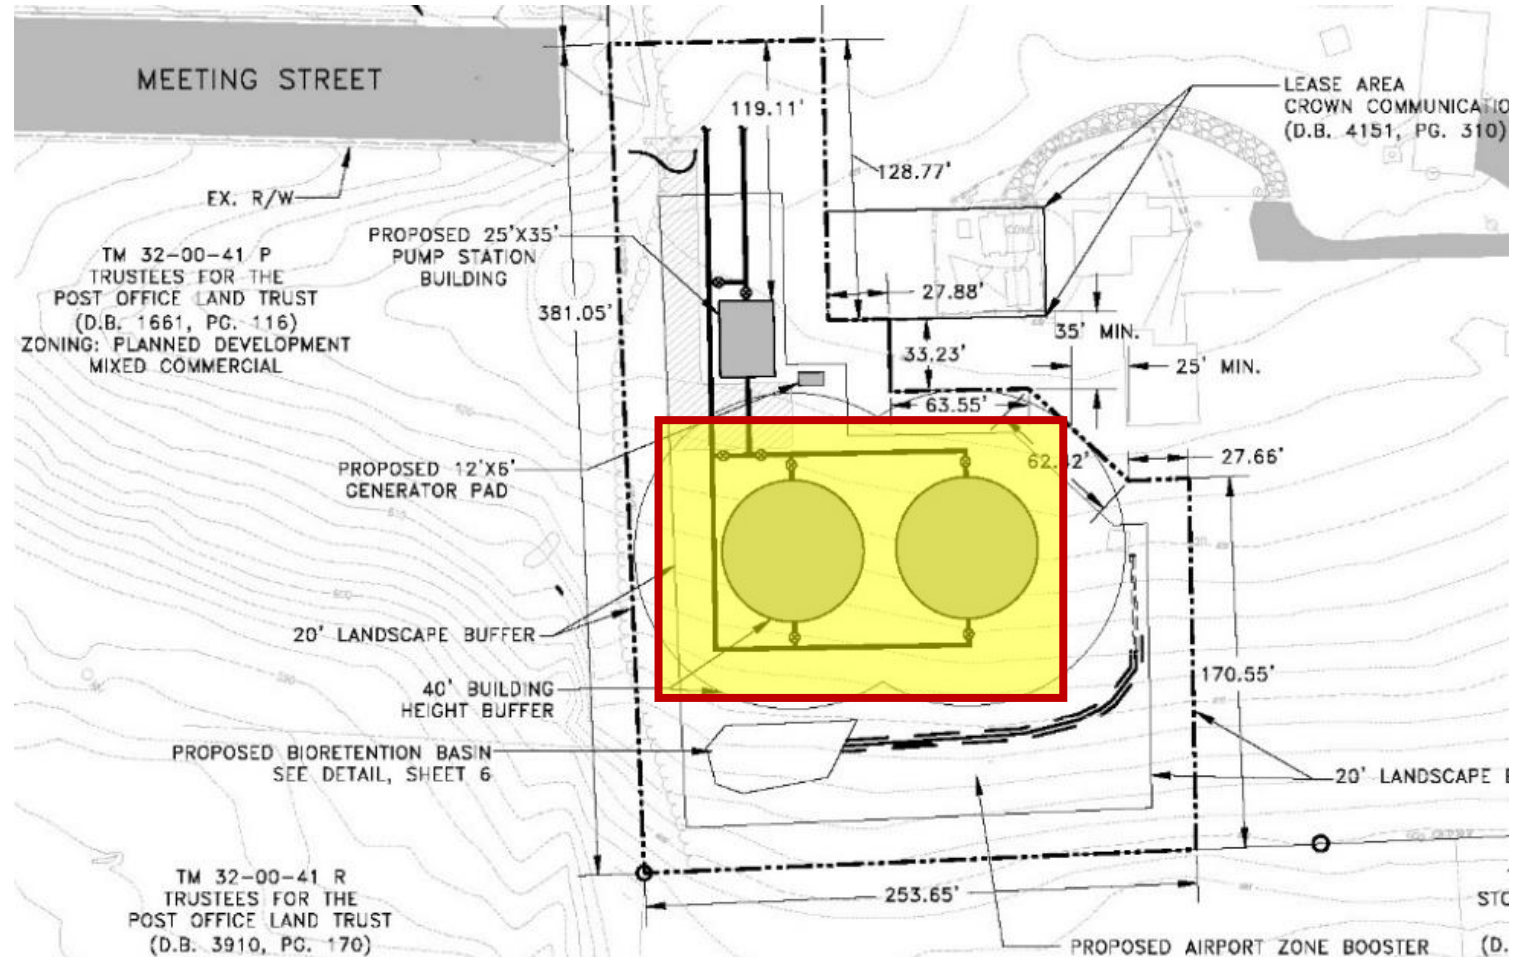 MEETING STREET
LEASE AREA
CROWN COMMUNICATIO
(D.B. 4151, PG. 310)
119.11'
128.77'
EX. R/W
PROPOSED 25'X35'
PUMP STATION
BUILDING
TM 32-00-41 P
TRUSTEES FOR THE
POST OFFICE LAND TRUST
(D.B. 1661, PG. 116)
ZONING: PLANNED DEVELOPMENT
MIXED COMMERCIAL
381.05'
27.88'
35' MIN.
33.23'
25' MIN.
63.55'
62.42'
27.66'
PROPOSED 12'X6'
GENERATOR PAD
20' LANDSCAPE BUFFER
40' BUILDING
HEIGHT BUFFER
170.55'
PROPOSED BIORETENTION BASIN
SEE DETAIL, SHEET 6
20' LANDSCAPE
TM 32-00-41 R
TRUSTEES FOR THE
POST OFFICE LAND TRUST
(D.B. 3910, PG. 170)
253.65'
STO
PROPOSED AIRPORT ZONE BOOSTER
(D.